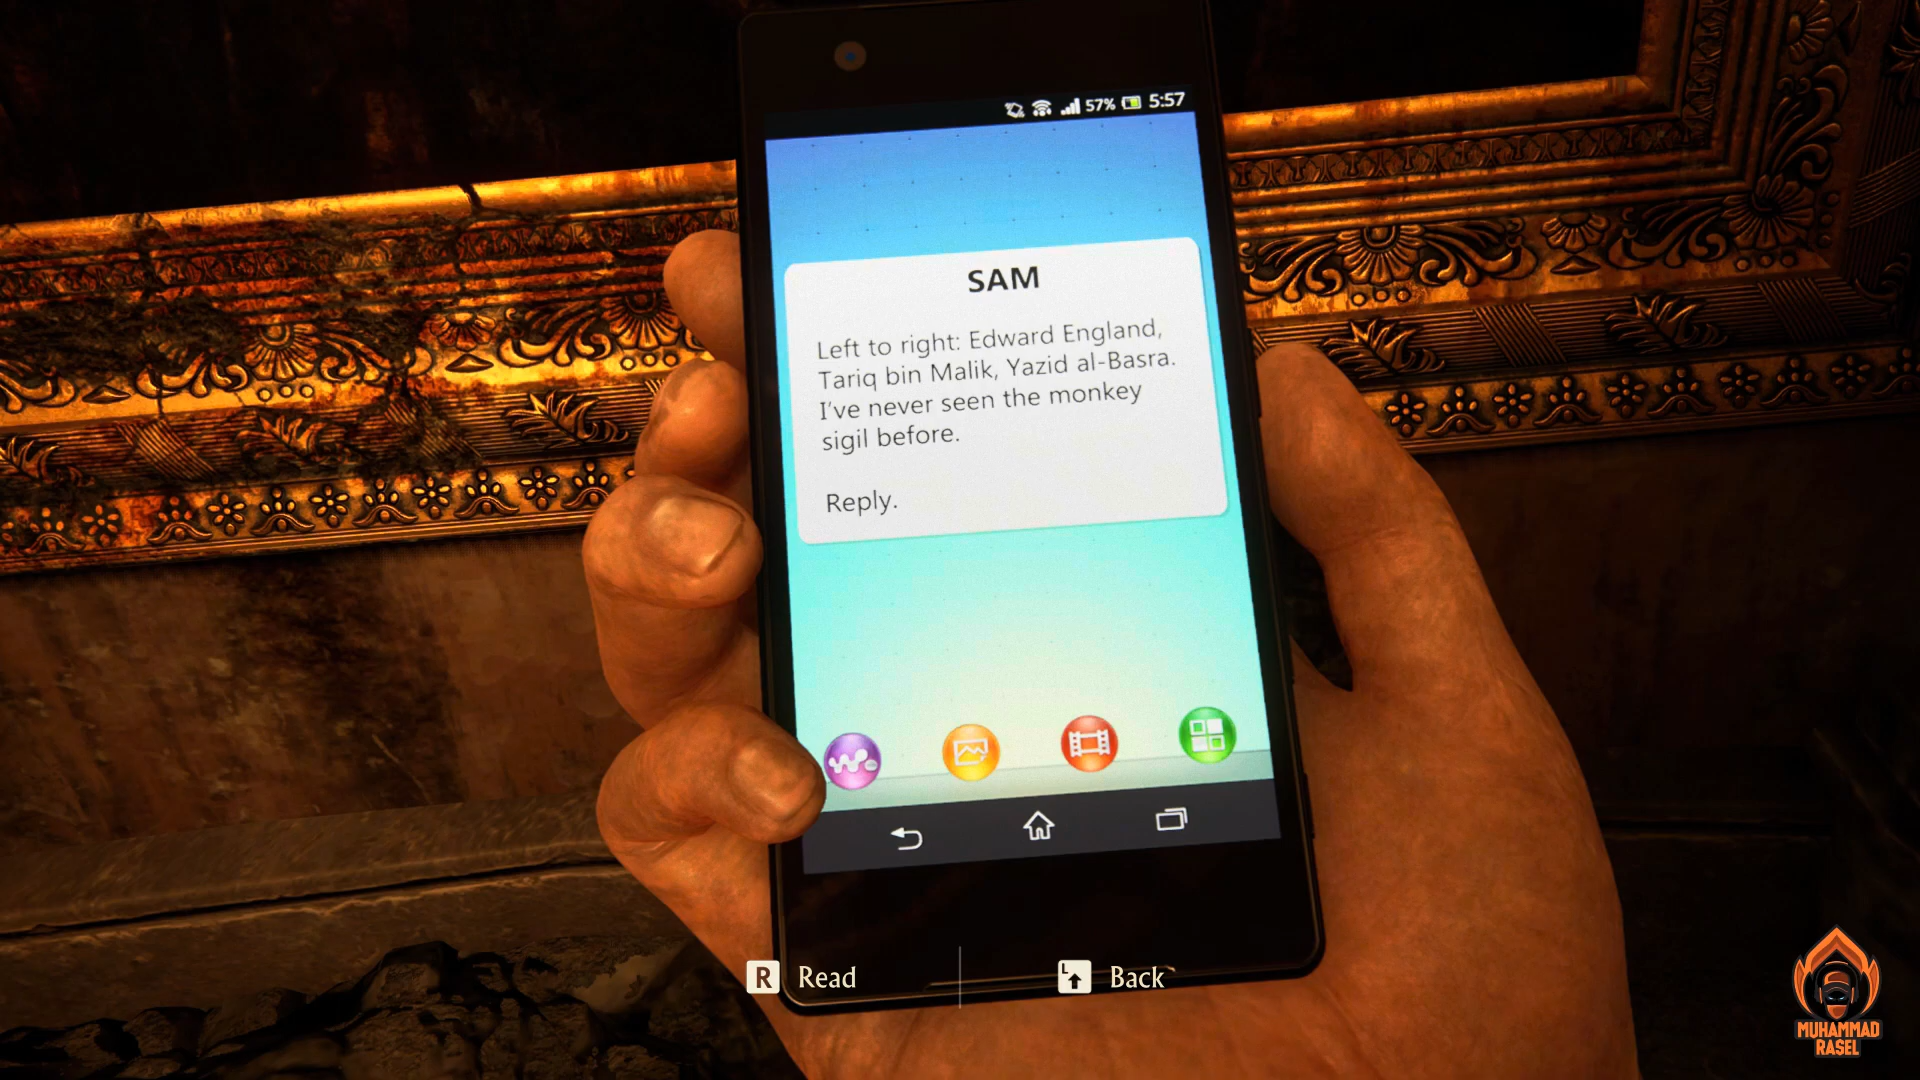 57% 5:57
SAM
Left to right: Edward England,
Tariq bin Malik, Yazid al-Basra.
I've never seen the monkey
sigil before.
Reply.
R Read
L Back
MUHAMMAD
RASEL